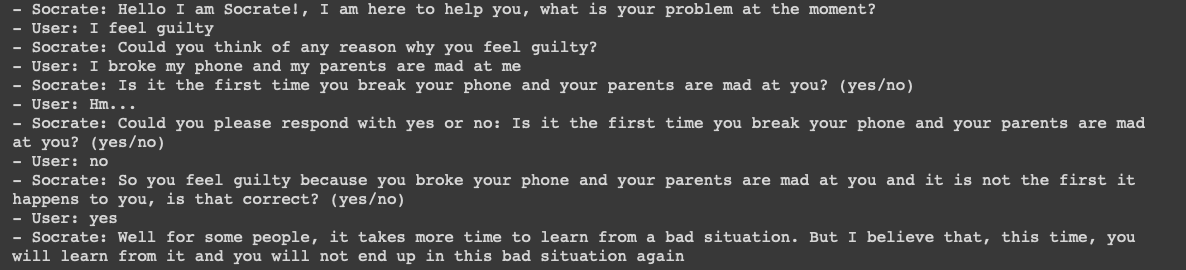 - Socrate: Hello I am Socrate!, I am here to help you, what is your problem at the moment?
- User: I feel guilty
- Socrate: Could you think of any reason why you feel guilty?
- User: I broke my phone and my parents are mad at me
- Socrate: Is it the first time you break your phone and your parents are mad at you? (yes/no)
- User: Hm...
- Socrate: Could you please respond with yes or no: Is it the first time you break your phone and your parents are mad
at you? (yes/no)
- User: no
- Socrate: So you feel guilty because you broke your phone and your parents are mad at you and it is not the first it
happens to you, is that correct? (yes/no)
- User: yes
- Socrate: Well for some people, it takes more time to learn from a bad situation. But I believe that, this time, you
will learn from it and you will not end up in this bad situation again